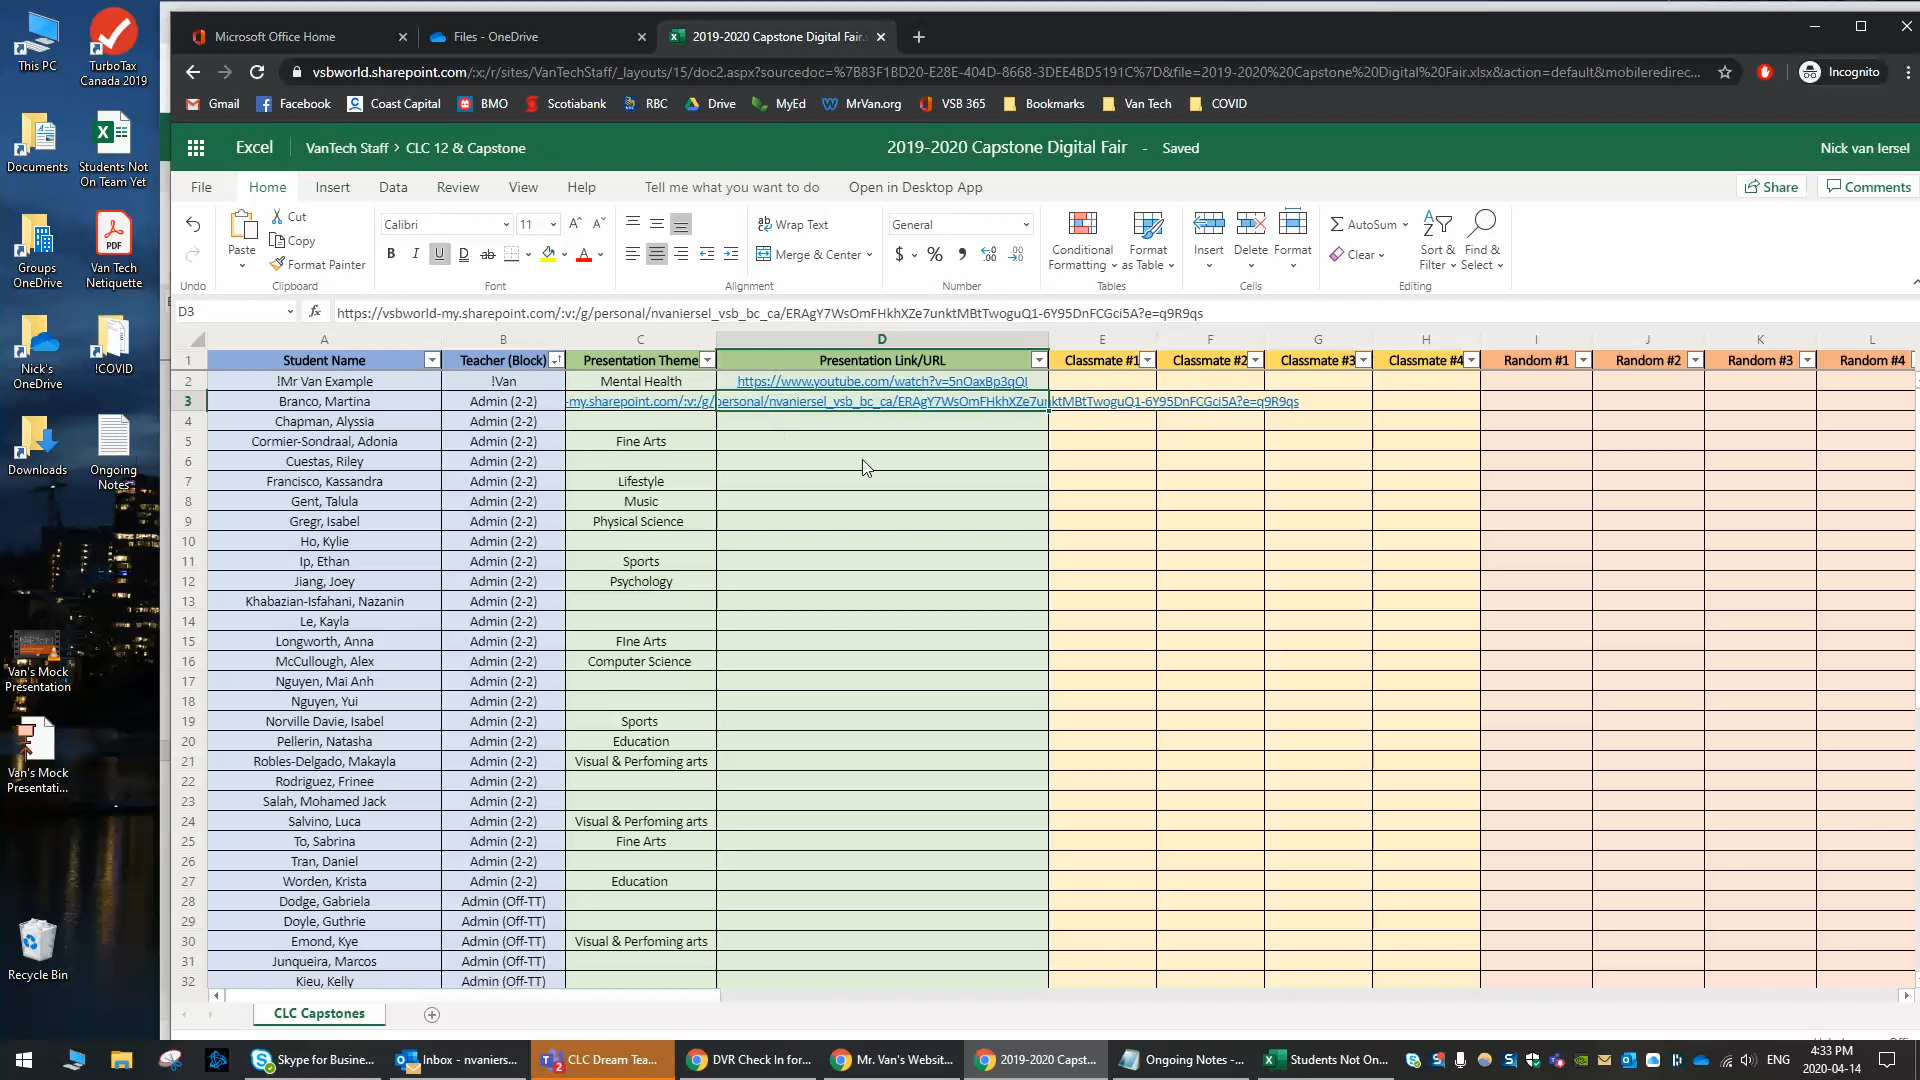 This PC
TurboTax
Canada 2019
Documents
Students Not
On Team Yet
Groups
OneDrive
Van Tech
Netiquette
Nick's
OneDrive
!COVID
Downloads
Ongoing
Notes
Van's Mock
Presentation
Van's Mock
Presentati...
Recycle Bin
Microsoft Office Home
Files - OneDrive
2019-2020 Capstone Digital Fair.
vsbworld.sharepoint.com/:x:/r/sites/VanTechStaff/_layouts/15/doc2.aspx?sourcedoc=%7B83F1BD20-E28E-404D-8668-3DEE4BD5191C%7D&file=2019-2020%20Capstone%20Digital%20Fair.xlsx&action=default&mobileredirec...
Incognito
Gmail Facebook Coast Capital BMO Scotiabank RBC Drive MyEd MrVan.org VSB 365 Bookmarks Van Tech COVID
Excel VanTech Staff > CLC 12 & Capstone 2019-2020 Capstone Digital Fair - Saved Nick van Iersel
File Home Insert Data Review View Help Tell me what you want to do Open in Desktop App Share Comments
Paste Cut Copy Format Painter
Calibri 11
B I U D ab
Wrap Text
Merge & Center
General
$ % 
Conditional Formatting Format as Table
Insert Delete Format
AutoSum Clear Sort & Filter Find & Select
Undo Clipboard Font Alignment Number Tables Cells Editing
D3 fx https://vsbworld-my.sharepoint.com/:v:/g/personal/nvaniersel_vsb_bc_ca/ERAgY7WsOmFHkhXZe7unktMBtTwoguQ1-6Y95DnFCGci5A?e=q9R9qs
A B C D E F G H I J K L
1 Student Name Teacher (Block) Presentation Theme Presentation Link/URL Classmate #1 Classmate #2 Classmate #3 Classmate #4 Random #1 Random #2 Random #3 Random #4
2 !Mr Van Example !Van Mental Health https://www.youtube.com/watch?v=5nOaxBp3qQI
3 Branco, Martina Admin (2-2) -my.sharepoint.com/:v:/g/personal/nvaniersel_vsb_bc_ca/ERAgY7WsOmFHkhXZe7unktMBtTwoguQ1-6Y95DnFCGci5A?e=q9R9qs
4 Chapman, Alyssia Admin (2-2)
5 Cormier-Sondraal, Adonia Admin (2-2) Fine Arts
6 Cuestas, Riley Admin (2-2)
7 Francisco, Kassandra Admin (2-2) Lifestyle
8 Gent, Talula Admin (2-2) Music
9 Gregr, Isabel Admin (2-2) Physical Science
10 Ho, Kylie Admin (2-2)
11 Ip, Ethan Admin (2-2) Sports
12 Jiang, Joey Admin (2-2) Psychology
13 Khabazian-Isfahani, Nazanin Admin (2-2)
14 Le, Kayla Admin (2-2)
15 Longworth, Anna Admin (2-2) FIne Arts
16 McCullough, Alex Admin (2-2) Computer Science
17 Nguyen, Mai Anh Admin (2-2)
18 Nguyen, Yui Admin (2-2)
19 Norville Davie, Isabel Admin (2-2) Sports
20 Pellerin, Natasha Admin (2-2) Education
21 Robles-Delgado, Makayla Admin (2-2) Visual & Perfoming arts
22 Rodriguez, Frinee Admin (2-2)
23 Salah, Mohamed Jack Admin (2-2)
24 Salvino, Luca Admin (2-2) Visual & Perfoming arts
25 To, Sabrina Admin (2-2) Fine Arts
26 Tran, Daniel Admin (2-2)
27 Worden, Krista Admin (2-2) Education
28 Dodge, Gabriela Admin (Off-TT)
29 Doyle, Guthrie Admin (Off-TT)
30 Emond, Kye Admin (Off-TT) Visual & Perfoming arts
31 Junqueira, Marcos Admin (Off-TT)
32 Kieu, Kelly Admin (Off-TT)
CLC Capstones
Skype for Busine... Inbox - nvaniers... CLC Dream Tea... DVR Check In for... Mr. Van's Websit... 2019-2020 Capst... Ongoing Notes -... Students Not On... ENG
4:33 PM
2020-04-14